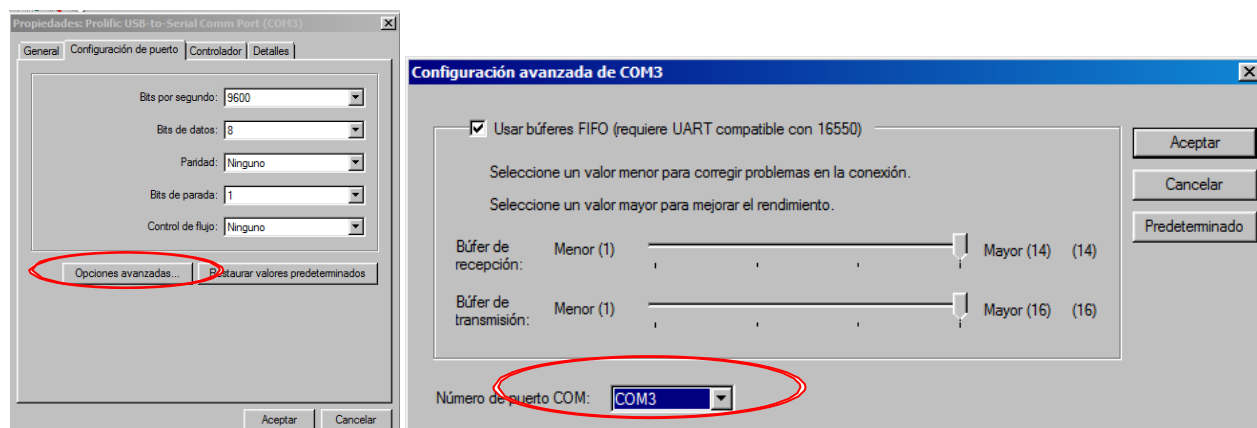 Propiedades: Prolific USB-to-Serial Comm Port (COM3)
General Configuración de puerto Controlador Detalles
Bits por segundo: 9600
Bits de datos: 8
Paridad: Ninguno
Bits de parada: 1
Control de flujo: Ninguno
Opciones avanzadas... Restaurar valores predeterminados
Aceptar Cancelar
Configuración avanzada de COM3
Usar búferes FIFO (requiere UART compatible con 16550)
Seleccione un valor menor para corregir problemas en la conexión.
Seleccione un valor mayor para mejorar el rendimiento.
Búfer de
recepción:
Menor (1) Mayor (14) (14)
Búfer de
transmisión:
Menor (1) Mayor (16) (16)
Número de puerto COM: COM3
Aceptar
Cancelar
Predeterminado